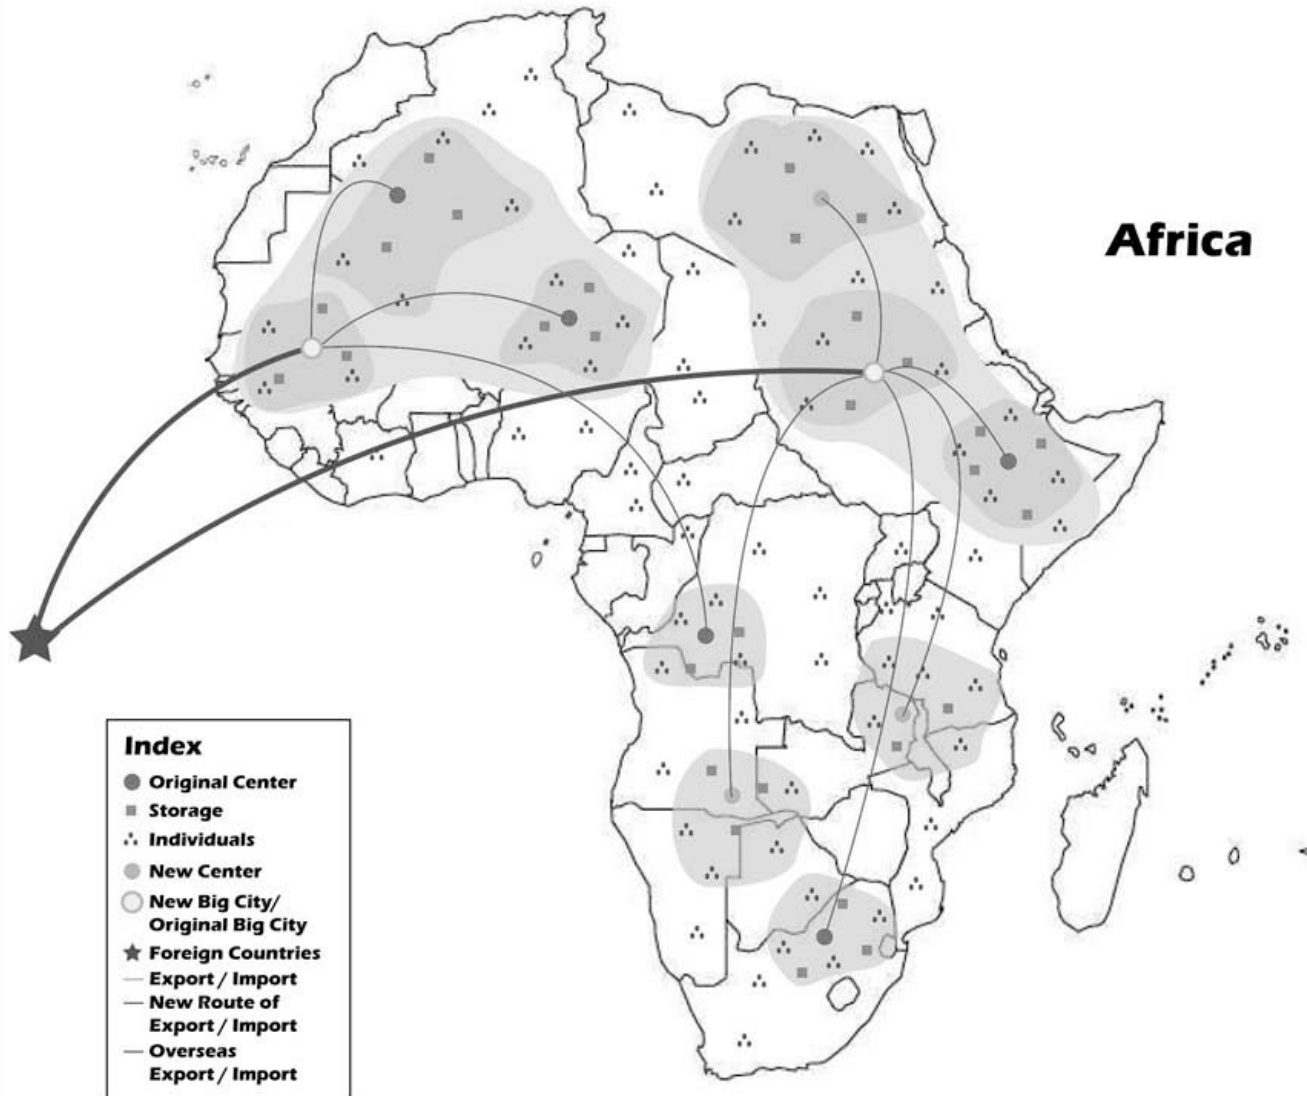 Africa
Index
Original Center
Storage
Individuals
New Center
New Big City/
Original Big City
Foreign Countries
Export / Import
New Route of
Export / Import
Overseas
Export / Import